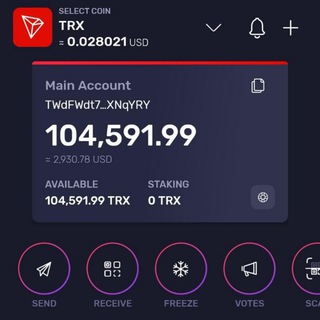 SELECT COIN
TRX
= 0.028021 USD
Main Account
TWdFWdt7...XNqYRY
104,591.99
= 2,930.78 USD
AVAILABLE STAKING
104,591.99 TRX 0 TRX
SEND RECEIVE FREEZE VOTES SCA